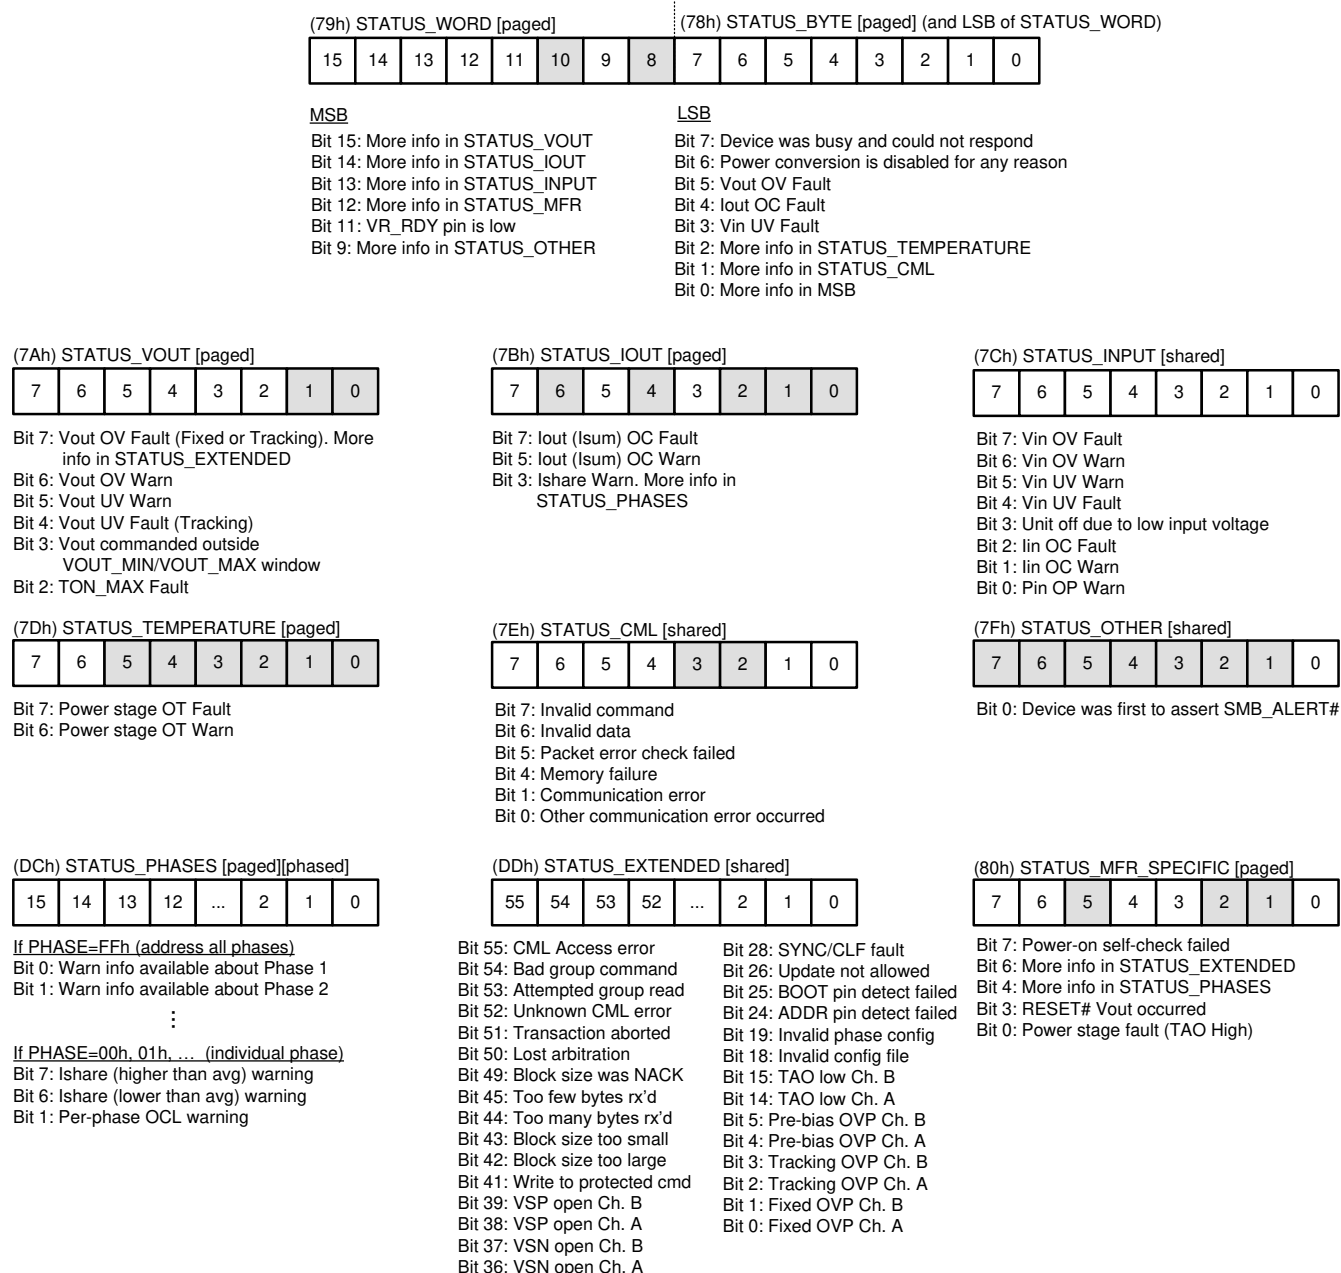 (79h) STATUS_WORD [paged]
(78h) STATUS_BYTE [paged] (and LSB of STATUS_WORD)
15 14 13 12 11 10 9 8 7 6 5 4 3 2 1 0
MSB
Bit 15: More info in STATUS_VOUT
Bit 14: More info in STATUS_IOUT
Bit 13: More info in STATUS_INPUT
Bit 12: More info in STATUS_MFR
Bit 11: VR_RDY pin is low
Bit 9: More info in STATUS_OTHER
LSB
Bit 7: Device was busy and could not respond
Bit 6: Power conversion is disabled for any reason
Bit 5: Vout OV Fault
Bit 4: Iout OC Fault
Bit 3: Vin UV Fault
Bit 2: More info in STATUS_TEMPERATURE
Bit 1: More info in STATUS_CML
Bit 0: More info in MSB
(7Ah) STATUS_VOUT [paged]
7 6 5 4 3 2 1 0
Bit 7: Vout OV Fault (Fixed or Tracking). More
info in STATUS_EXTENDED
Bit 6: Vout OV Warn
Bit 5: Vout UV Warn
Bit 4: Vout UV Fault (Tracking)
Bit 3: Vout commanded outside
VOUT_MIN/VOUT_MAX window
Bit 2: TON_MAX Fault
(7Bh) STATUS_IOUT [paged]
7 6 5 4 3 2 1 0
Bit 7: Iout (Isum) OC Fault
Bit 5: Iout (Isum) OC Warn
Bit 3: Ishare Warn. More info in
STATUS_PHASES
(7Ch) STATUS_INPUT [shared]
7 6 5 4 3 2 1 0
Bit 7: Vin OV Fault
Bit 6: Vin OV Warn
Bit 5: Vin UV Warn
Bit 4: Vin UV Fault
Bit 3: Unit off due to low input voltage
Bit 2: Iin OC Fault
Bit 1: Iin OC Warn
Bit 0: Pin OP Warn
(7Dh) STATUS_TEMPERATURE [paged]
7 6 5 4 3 2 1 0
Bit 7: Power stage OT Fault
Bit 6: Power stage OT Warn
(7Eh) STATUS_CML [shared]
7 6 5 4 3 2 1 0
Bit 7: Invalid command
Bit 6: Invalid data
Bit 5: Packet error check failed
Bit 4: Memory failure
Bit 1: Communication error
Bit 0: Other communication error occurred
(7Fh) STATUS_OTHER [shared]
7 6 5 4 3 2 1 0
Bit 0: Device was first to assert SMB_ALERT#
(DCh) STATUS_PHASES [paged][phased]
15 14 13 12 ... 2 1 0
If PHASE=FFh (address all phases)
Bit 0: Warn info available about Phase 1
Bit 1: Warn info available about Phase 2
⋮
If PHASE=00h, 01h, … (individual phase)
Bit 7: Ishare (higher than avg) warning
Bit 6: Ishare (lower than avg) warning
Bit 1: Per-phase OCL warning
(DDh) STATUS_EXTENDED [shared]
55 54 53 52 ... 2 1 0
Bit 55: CML Access error
Bit 54: Bad group command
Bit 53: Attempted group read
Bit 52: Unknown CML error
Bit 51: Transaction aborted
Bit 50: Lost arbitration
Bit 49: Block size was NACK
Bit 45: Too few bytes rx’d
Bit 44: Too many bytes rx’d
Bit 43: Block size too small
Bit 42: Block size too large
Bit 41: Write to protected cmd
Bit 39: VSP open Ch. B
Bit 38: VSP open Ch. A
Bit 37: VSN open Ch. B
Bit 36: VSN open Ch. A
Bit 28: SYNC/CLF fault
Bit 26: Update not allowed
Bit 25: BOOT pin detect failed
Bit 24: ADDR pin detect failed
Bit 19: Invalid phase config
Bit 18: Invalid config file
Bit 15: TAO low Ch. B
Bit 14: TAO low Ch. A
Bit 5: Pre-bias OVP Ch. B
Bit 4: Pre-bias OVP Ch. A
Bit 3: Tracking OVP Ch. B
Bit 2: Tracking OVP Ch. A
Bit 1: Fixed OVP Ch. B
Bit 0: Fixed OVP Ch. A
(80h) STATUS_MFR_SPECIFIC [paged]
7 6 5 4 3 2 1 0
Bit 7: Power-on self-check failed
Bit 6: More info in STATUS_EXTENDED
Bit 4: More info in STATUS_PHASES
Bit 3: RESET# Vout occurred
Bit 0: Power stage fault (TAO High)